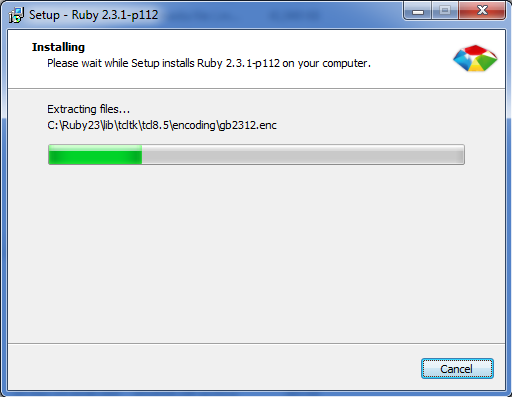 Setup - Ruby 2.3.1-p112
Installing
Please wait while Setup installs Ruby 2.3.1-p112 on your computer.
Extracting files...
C:\Ruby23\lib\tcltk\tcl8.5\encoding\gb2312.enc
Cancel